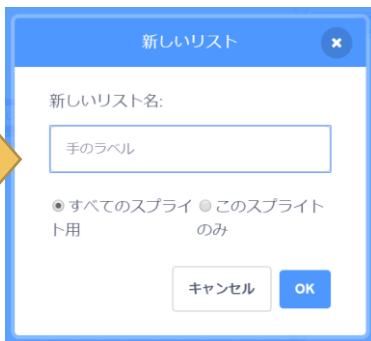 新しいリスト
新しいリスト名:
手のラベル
すべてのスプライ このスプライト
ト用 のみ
キャンセル OK